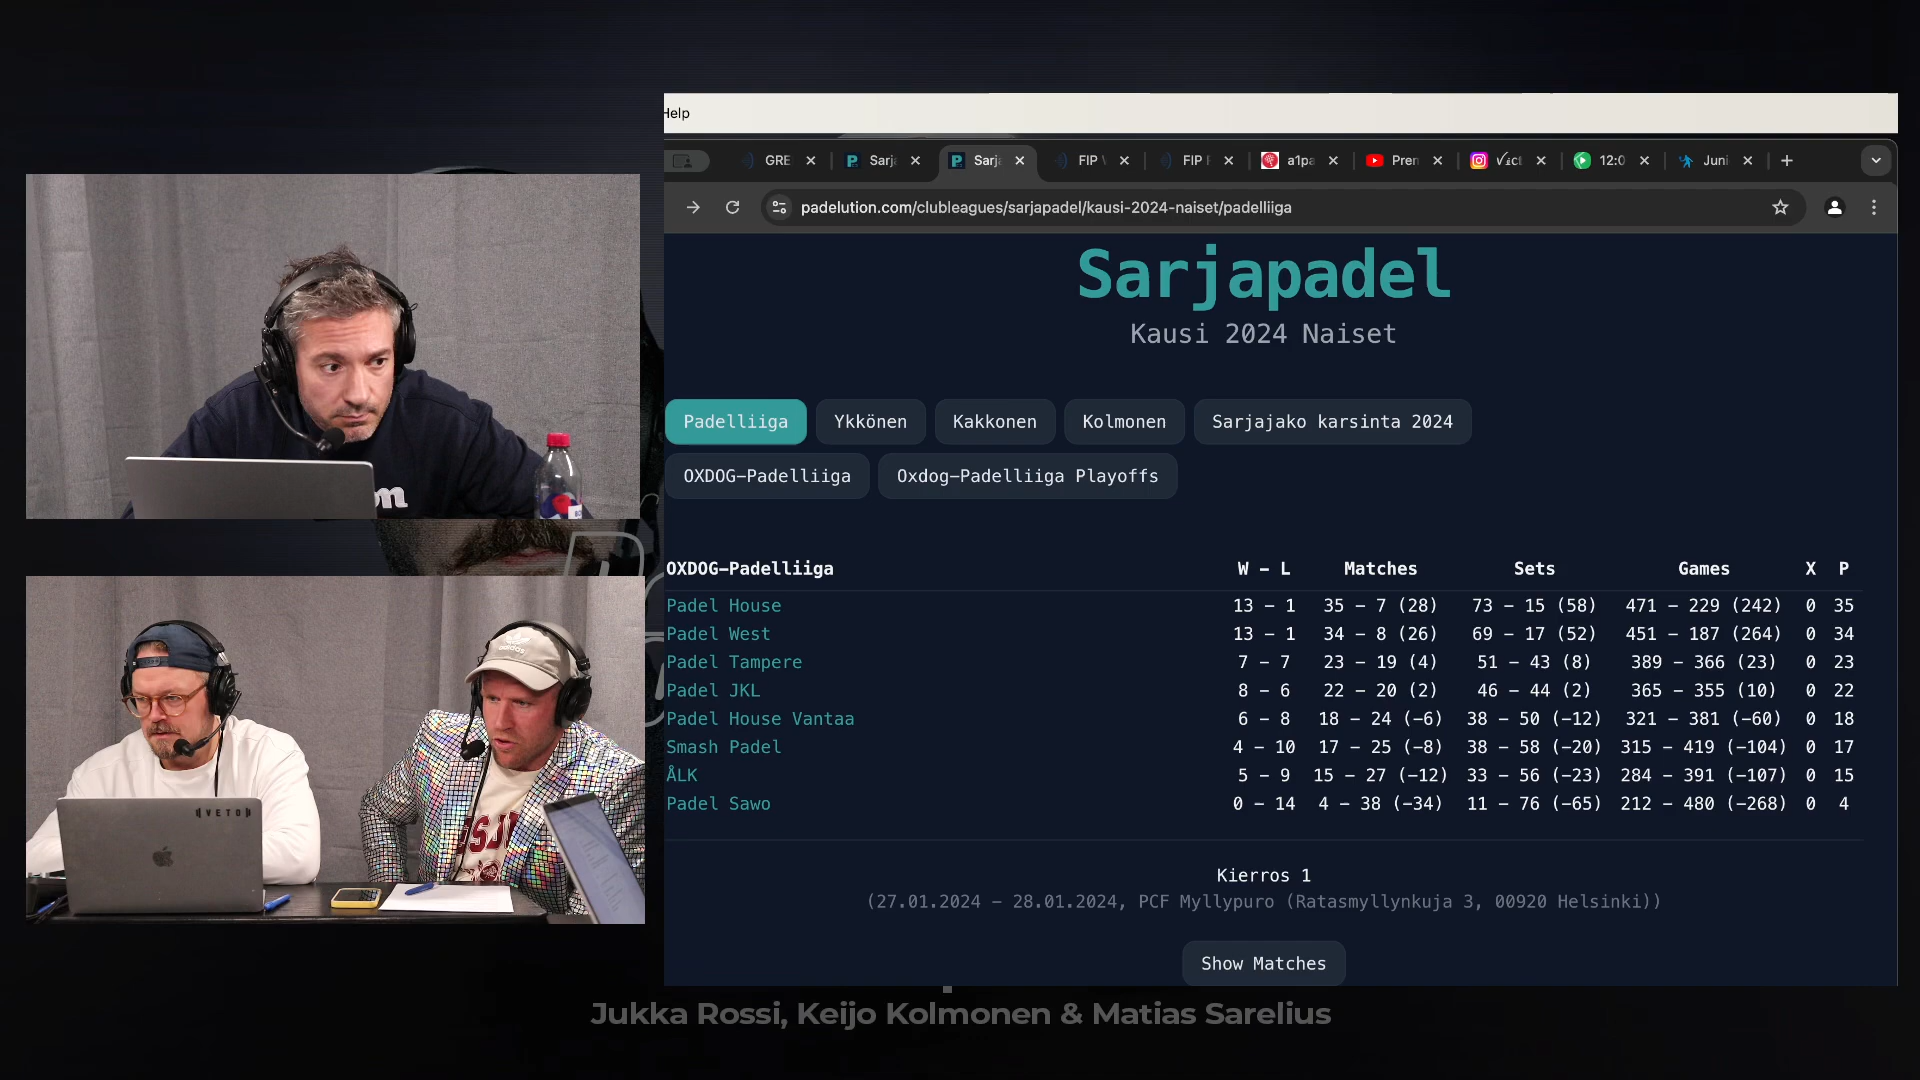 Help
GRE
Sarj
Sarj
FIP
FIP
a1pa
Pren
12:0
Juni
padelution.com/clubleagues/sarjapadel/kausi-2024-naiset/padelliiga
Sarjapadel
Kausi 2024 Naiset
Padelliiga Ykkönen Kakkonen Kolmonen Sarjajako karsinta 2024
OXDOG-Padelliiga Oxdog-Padelliiga Playoffs
OXDOG-Padelliiga W - L Matches Sets Games X P
Padel House 13 - 1 35 - 7 (28) 73 - 15 (58) 471 - 229 (242) 0 35
Padel West 13 - 1 34 - 8 (26) 69 - 17 (52) 451 - 187 (264) 0 34
Padel Tampere 7 - 7 23 - 19 (4) 51 - 43 (8) 389 - 366 (23) 0 23
Padel JKL 8 - 6 22 - 20 (2) 46 - 44 (2) 365 - 355 (10) 0 22
Padel House Vantaa 6 - 8 18 - 24 (-6) 38 - 50 (-12) 321 - 381 (-60) 0 18
Smash Padel 4 - 10 17 - 25 (-8) 38 - 58 (-20) 315 - 419 (-104) 0 17
ÅLK 5 - 9 15 - 27 (-12) 33 - 56 (-23) 284 - 391 (-107) 0 15
Padel Sawo 0 - 14 4 - 38 (-34) 11 - 76 (-65) 212 - 480 (-268) 0 4
Kierros 1
(27.01.2024 - 28.01.2024, PCF Myllypuro (Ratasmyllynkuja 3, 00920 Helsinki))
Show Matches
adidas
VETO
Jukka Rossi, Keijo Kolmonen & Matias Sarelius